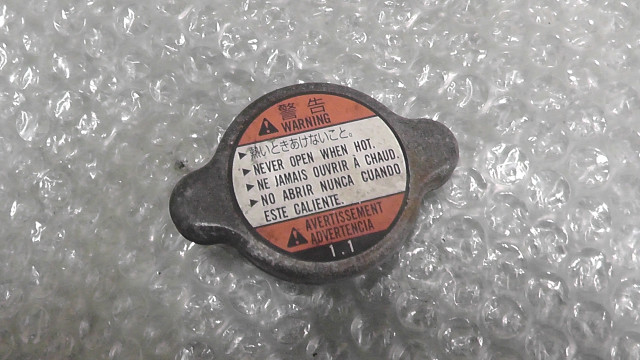 警告
WARNING
熱いときあけないこと。
NEVER OPEN WHEN HOT.
NE JAMAIS OUVRIR À CHAUD.
NO ABRIR NUNCA CUANDO
ESTE CALIENTE.
AVERTISSEMENT
ADVERTENCIA
1.1